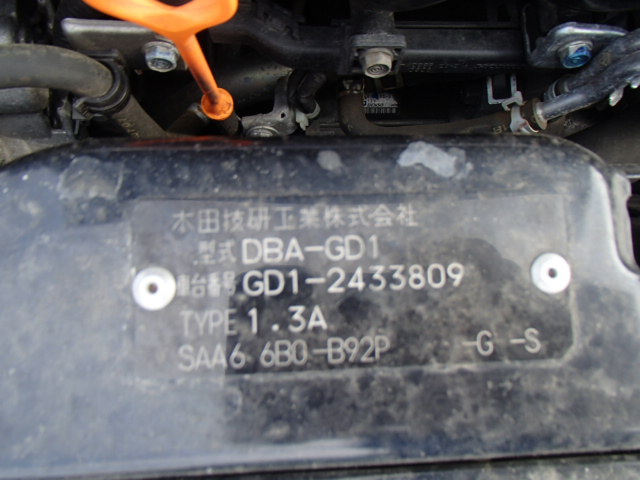 本田技研工業株式会社
型式 DBA-GD1
車台番号 GD1-2433809
TYPE 1.3A
SAA6 6B0-B92P -G -S